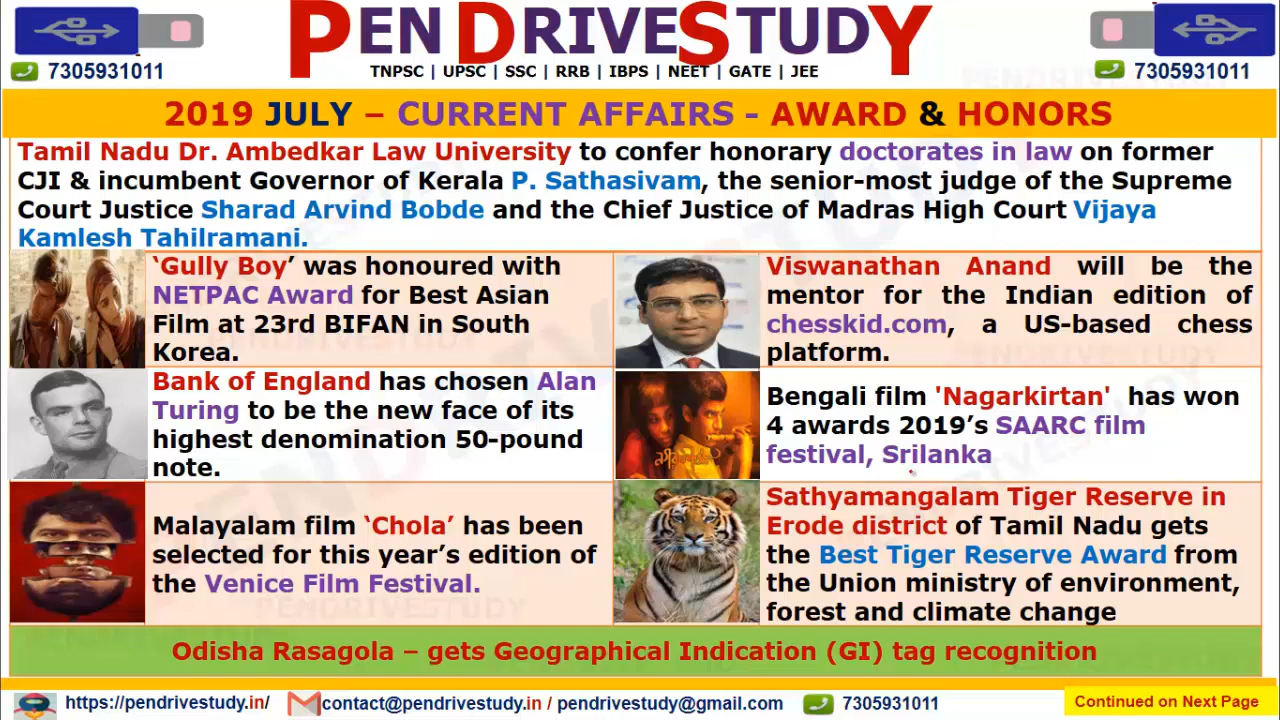 PEN DRIVESTUDY
TNPSC | UPSC | SSC | RRB | IBPS | NEET | GATE | JEE
7305931011
7305931011
2019 JULY – CURRENT AFFAIRS - AWARD & HONORS
Tamil Nadu Dr. Ambedkar Law University to confer honorary doctorates in law on former
CJI & incumbent Governor of Kerala P. Sathasivam, the senior-most judge of the Supreme
Court Justice Sharad Arvind Bobde and the Chief Justice of Madras High Court Vijaya
Kamlesh Tahilramani.
‘Gully Boy’ was honoured with
NETPAC Award for Best Asian
Film at 23rd BIFAN in South
Korea.
Viswanathan Anand will be the
mentor for the Indian edition of
chesskid.com, a US-based chess
platform.
Bank of England has chosen Alan
Turing to be the new face of its
highest denomination 50-pound
note.
Bengali film 'Nagarkirtan' has won
4 awards 2019’s SAARC film
festival, Srilanka
Malayalam film ‘Chola’ has been
selected for this year’s edition of
the Venice Film Festival.
Sathyamangalam Tiger Reserve in
Erode district of Tamil Nadu gets
the Best Tiger Reserve Award from
the Union ministry of environment,
forest and climate change
Odisha Rasagola – gets Geographical Indication (GI) tag recognition
https://pendrivestudy.in/
contact@pendrivestudy.in / pendrivestudy@gmail.com
7305931011
Continued on Next Page
PENDRIVESTUDY